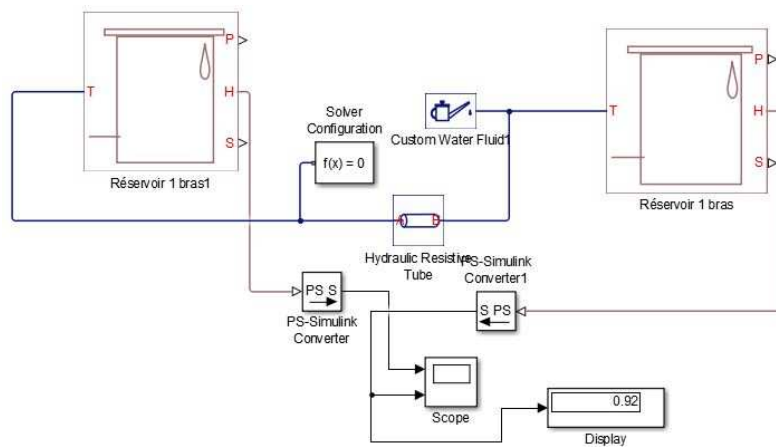 P
T
H
S
Réservoir 1 bras1
Solver
Configuration
f(x) = 0
Custom Water Fluid1
P
T
H
S
Réservoir 1 bras
A
B
Hydraulic Resistive
Tube
PS S
PS-Simulink
Converter
PS-Simulink
Converter1
S PS
Scope
0.92
Display